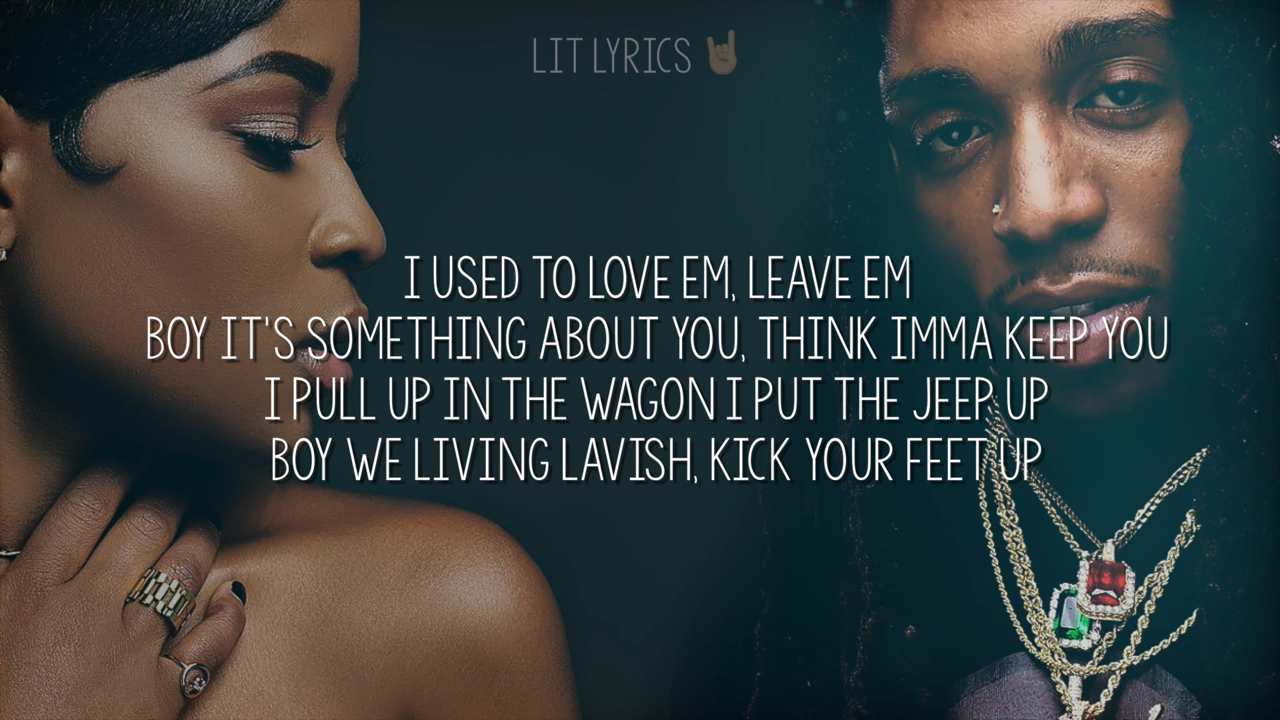 LIT LYRICS 🤘
I USED TO LOVE EM, LEAVE EM
BOY IT'S SOMETHING ABOUT YOU, THINK IMMA KEEP YOU
I PULL UP IN THE WAGON I PUT THE JEEP UP
BOY WE LIVING LAVISH, KICK YOUR FEET UP